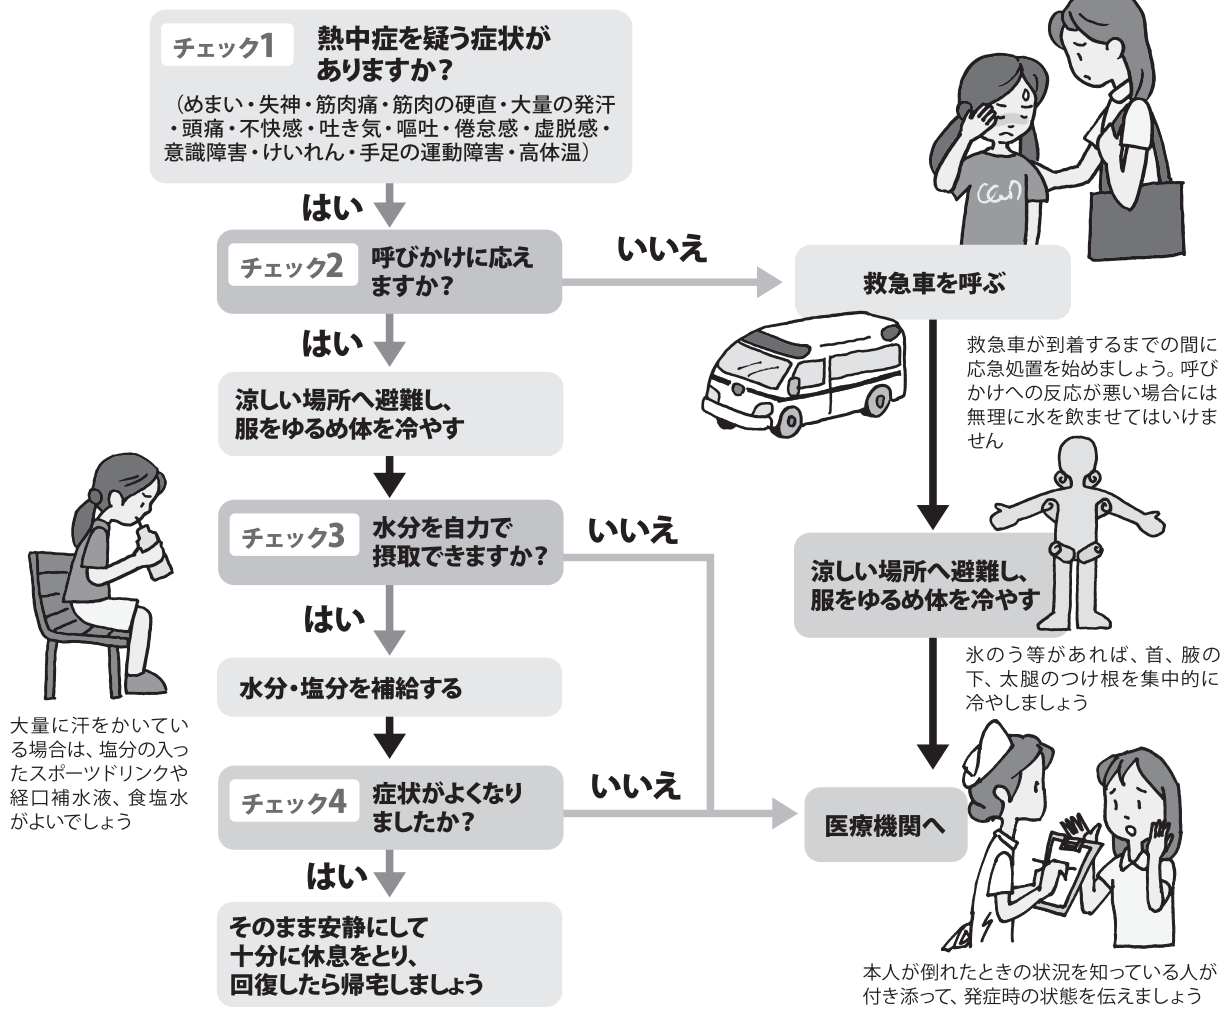 チェック1
熱中症を疑う症状が
ありますか？
（めまい・失神・筋肉痛・筋肉の硬直・大量の発汗
・頭痛・不快感・吐き気・嘔吐・倦怠感・虚脱感・
意識障害・けいれん・手足の運動障害・高体温）
はい
チェック2
呼びかけに応え
ますか？
いいえ
救急車を呼ぶ
救急車が到着するまでの間に
応急処置を始めましょう。呼び
かけへの反応が悪い場合には
無理に水を飲ませてはいけま
せん
はい
涼しい場所へ避難し、
服をゆるめ体を冷やす
チェック3
水分を自力で
摂取できますか？
いいえ
涼しい場所へ避難し、
服をゆるめ体を冷やす
氷のう等があれば、首、腋の
下、太腿のつけ根を集中的に
冷やしましょう
はい
水分・塩分を補給する
大量に汗をかいてい
る場合は、塩分の入っ
たスポーツドリンクや
経口補水液、食塩水
がよいでしょう
チェック4
症状がよくなり
ましたか？
いいえ
医療機関へ
本人が倒れたときの状況を知っている人が
付き添って、発症時の状態を伝えましょう
はい
そのまま安静にして
十分に休息をとり、
回復したら帰宅しましょう